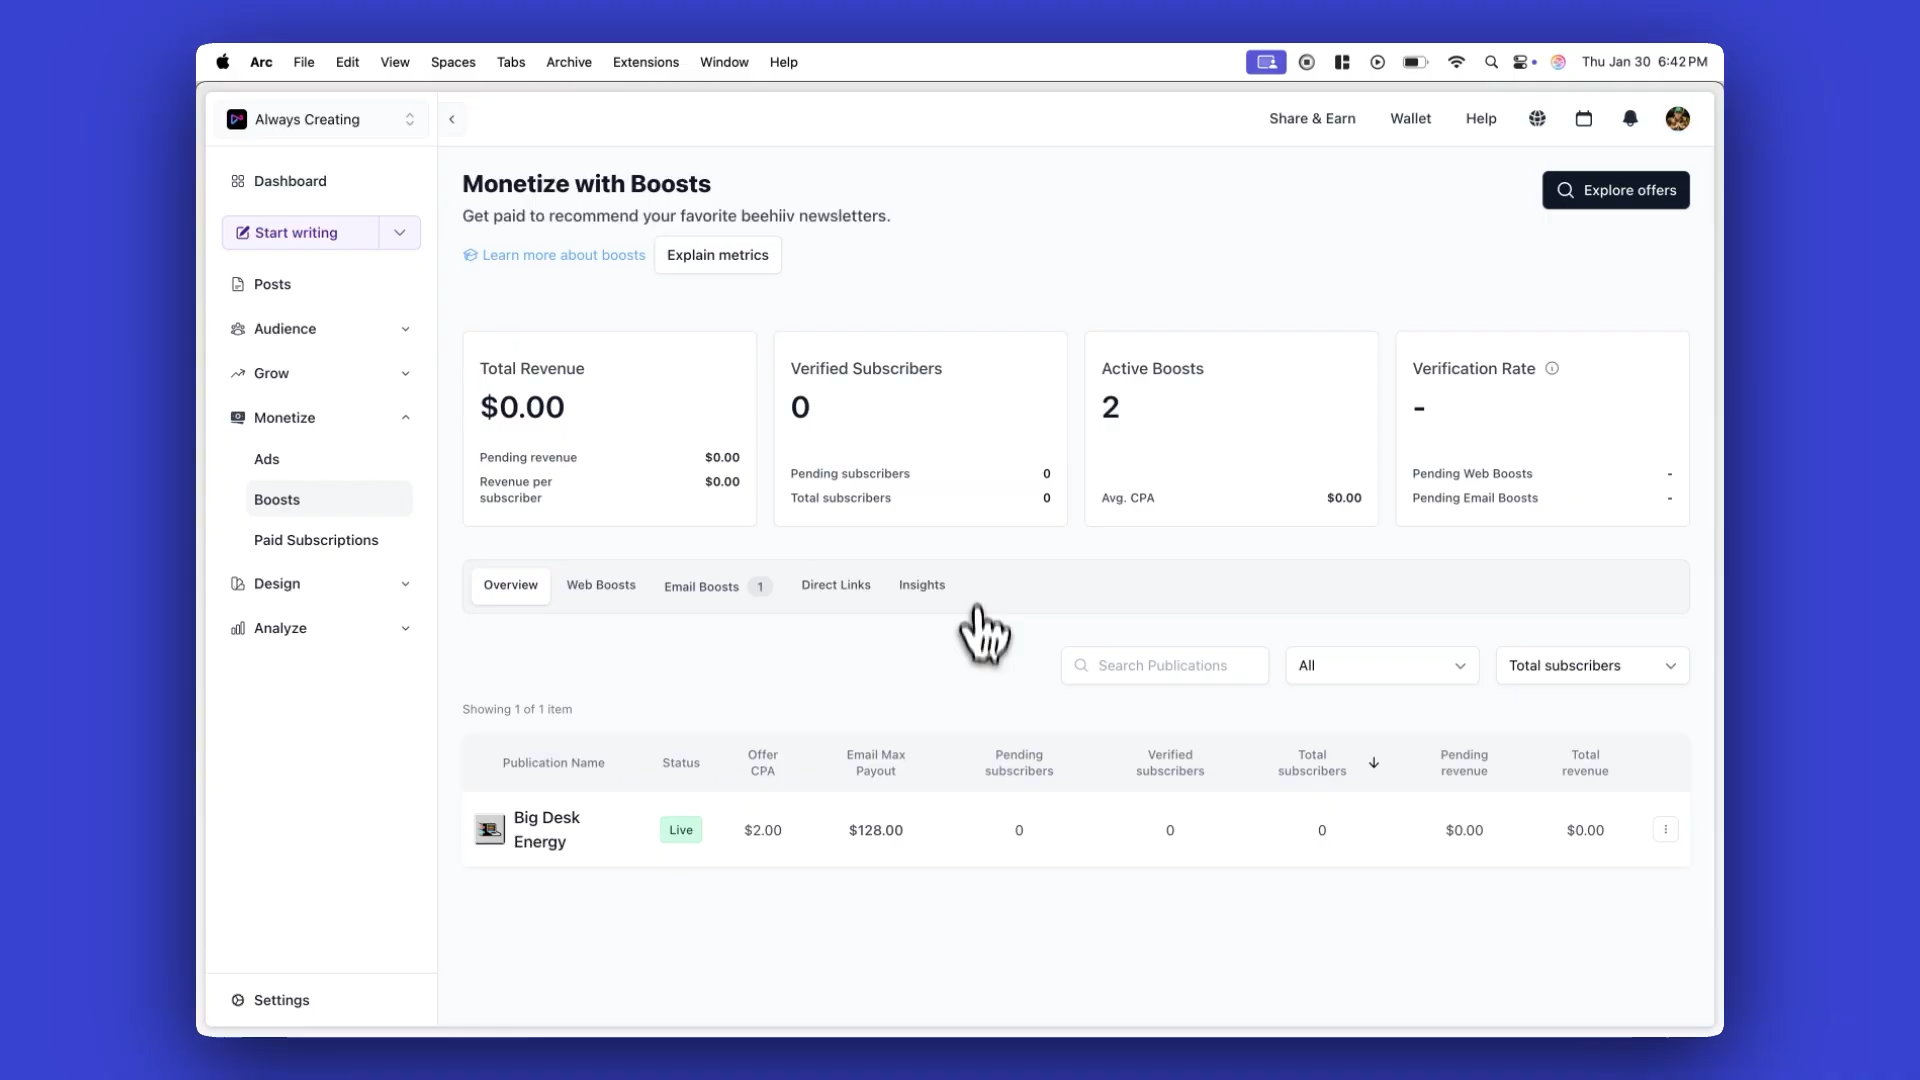 Arc File Edit View Spaces Tabs Archive Extensions Window Help Thu Jan 30 6:42 PM
Always Creating
Share & Earn Wallet Help
Dashboard
Start writing
Posts
Audience
Grow
Monetize
Ads
Boosts
Paid Subscriptions
Design
Analyze
Settings
Monetize with Boosts
Get paid to recommend your favorite beehiiv newsletters.
Explore offers
Learn more about boosts Explain metrics
Total Revenue
$0.00
Pending revenue $0.00
Revenue per $0.00
subscriber
Verified Subscribers
0
Pending subscribers 0
Total subscribers 0
Active Boosts
2
Avg. CPA $0.00
Verification Rate
-
Pending Web Boosts -
Pending Email Boosts -
Overview Web Boosts Email Boosts 1 Direct Links Insights
Search Publications All Total subscribers
Showing 1 of 1 item
Publication Name
Status
Offer
CPA
Email Max
Payout
Pending
subscribers
Verified
subscribers
Total
subscribers
Pending
revenue
Total
revenue
Big Desk
Energy
Live $2.00 $128.00 0 0 0 $0.00 $0.00